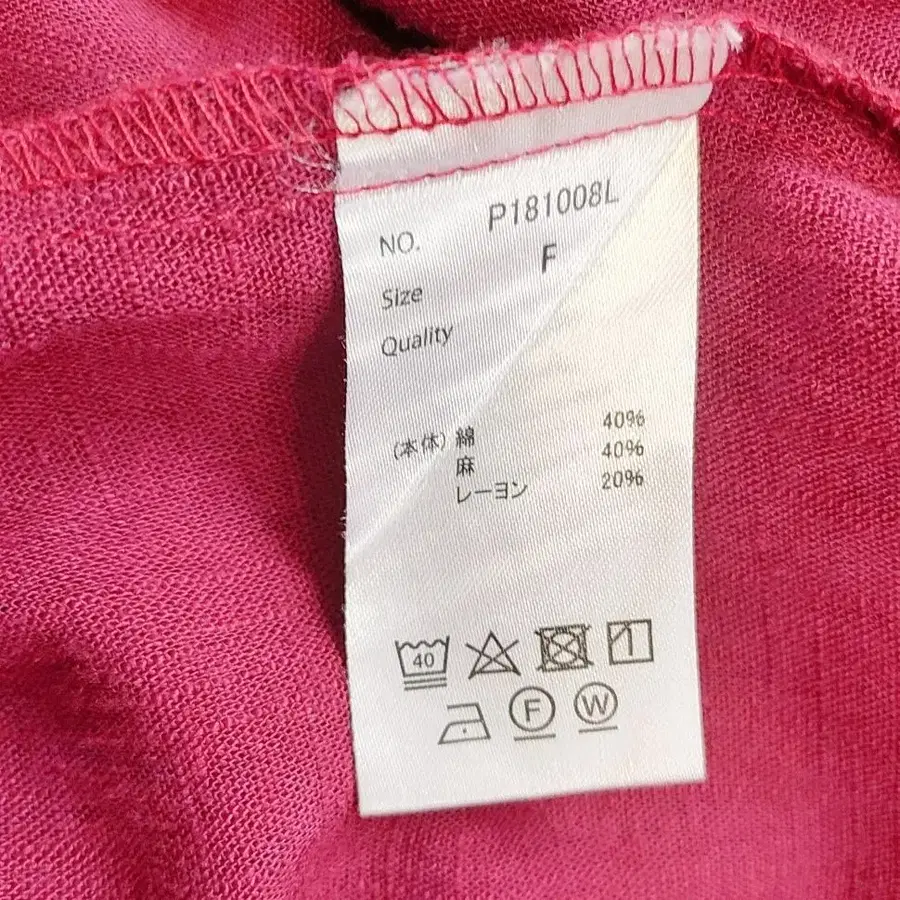 NO. P181008L
Size F
Quality
(本体) 綿 40%
麻 40%
レーヨン 20%
40
F W